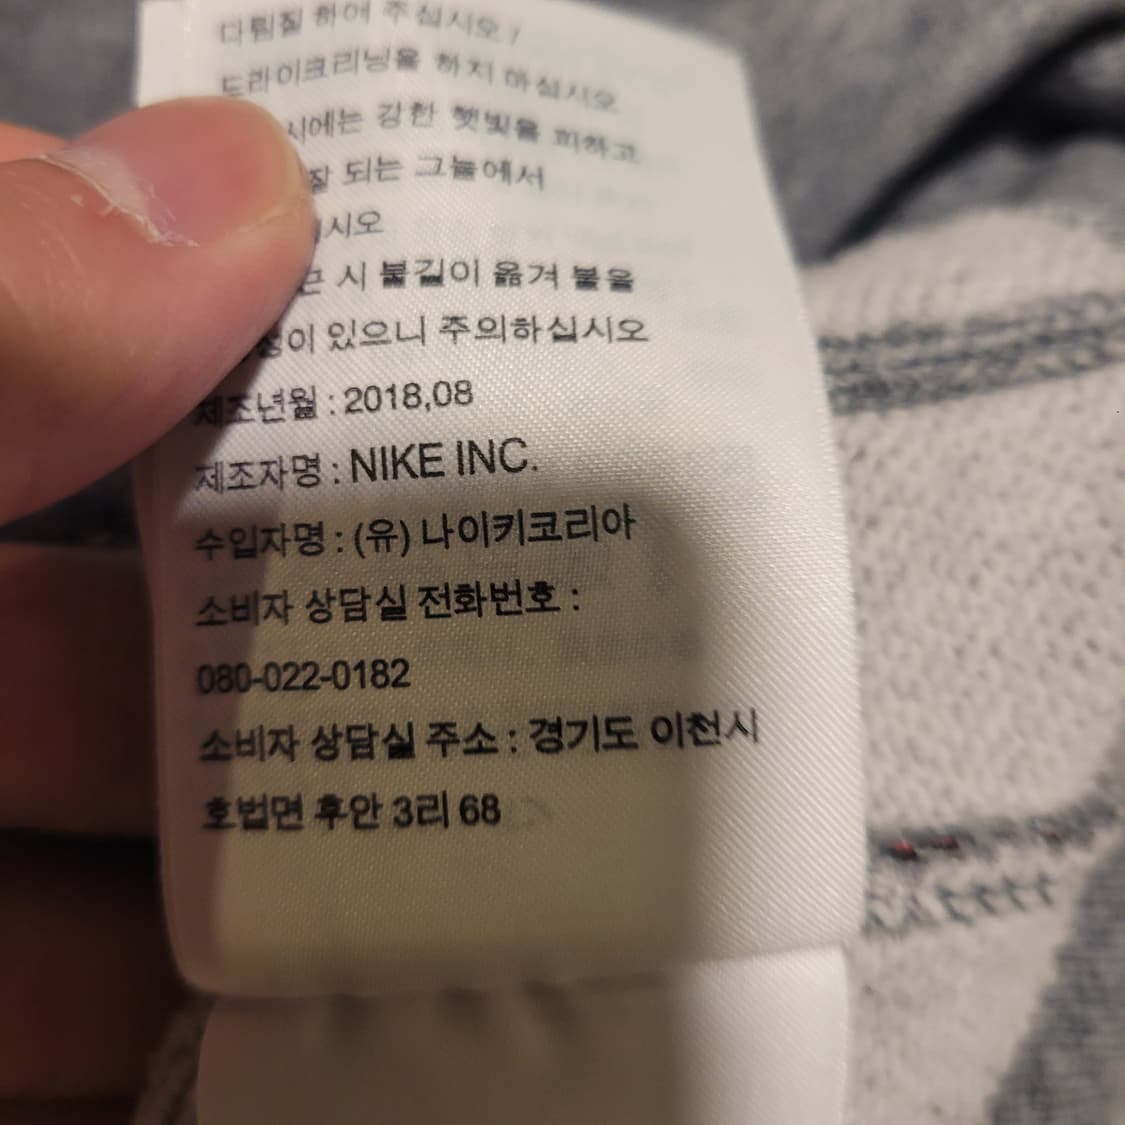 다림질 하여 주십시오 /
드라이크리닝을 하지 마십시오
시에는 강한 햇빛을 피하고
잘 되는 그늘에서
십시오
시 불길이 옮겨 붙을
있으니 주의하십시오
제조년월 : 2018,08
제조자명 : NIKE INC.
수입자명 : (유) 나이키코리아
소비자 상담실 전화번호 :
080-022-0182
소비자 상담실 주소 : 경기도 이천시
호법면 후안 3리 68